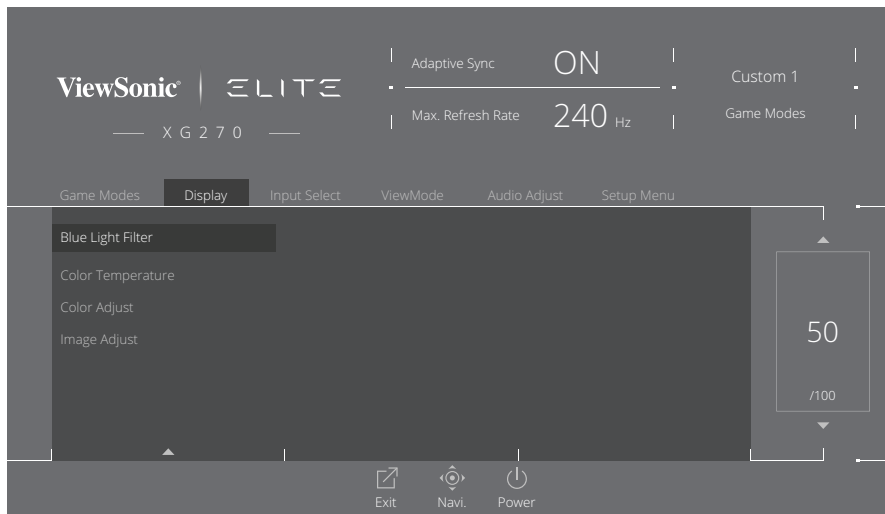 ViewSonic® ELITE
XG270
Adaptive Sync ON
Max. Refresh Rate 240 Hz
Custom 1
Game Modes
Game Modes Display Input Select ViewMode Audio Adjust Setup Menu
Blue Light Filter
Color Temperature
Color Adjust
Image Adjust
50
/100
Exit Navi. Power